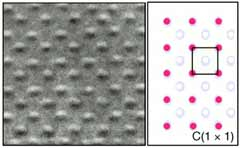 C(1 × 1)